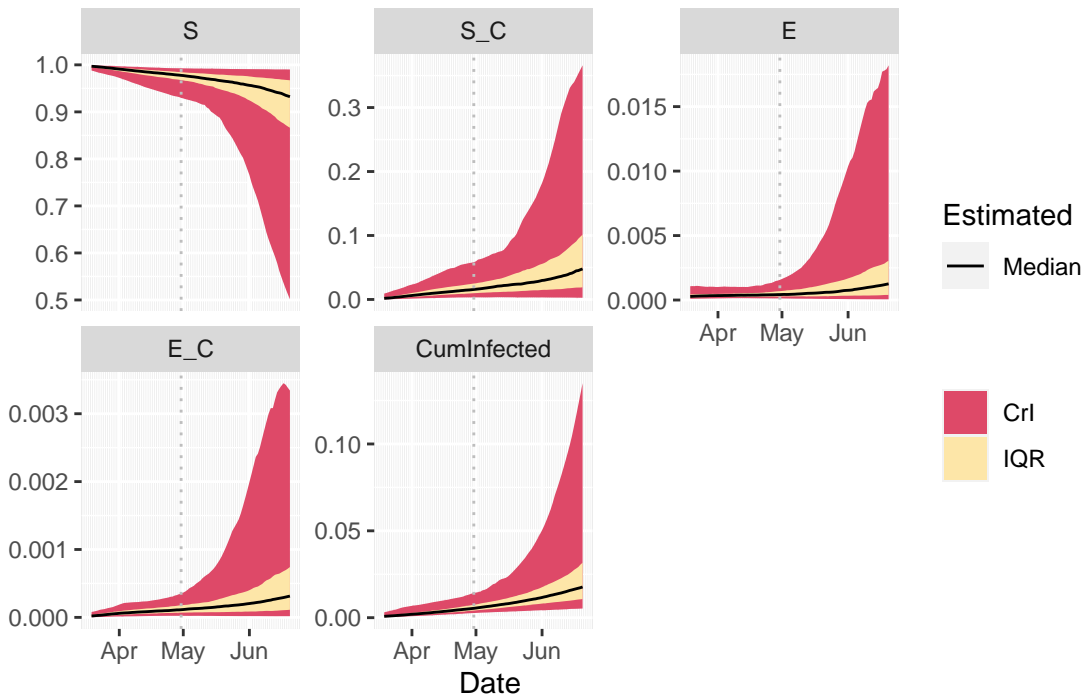 S
S_C
E
1.0
0.9
0.8
0.7
0.6
0.5
0.3
0.2
0.1
0.0
0.015
0.010
0.005
0.000
Apr May Jun
E_C
CumInfected
0.003
0.002
0.001
0.000
0.10
0.05
0.00
Apr May Jun
Apr May Jun
Date
Estimated
Median
CrI
IQR